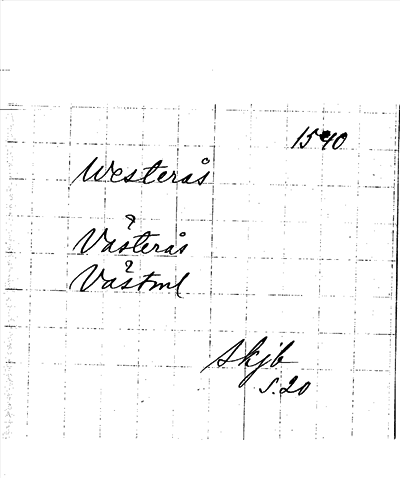 1540
Westerås
?
Västerås
?
Västml
skjb
s. 20